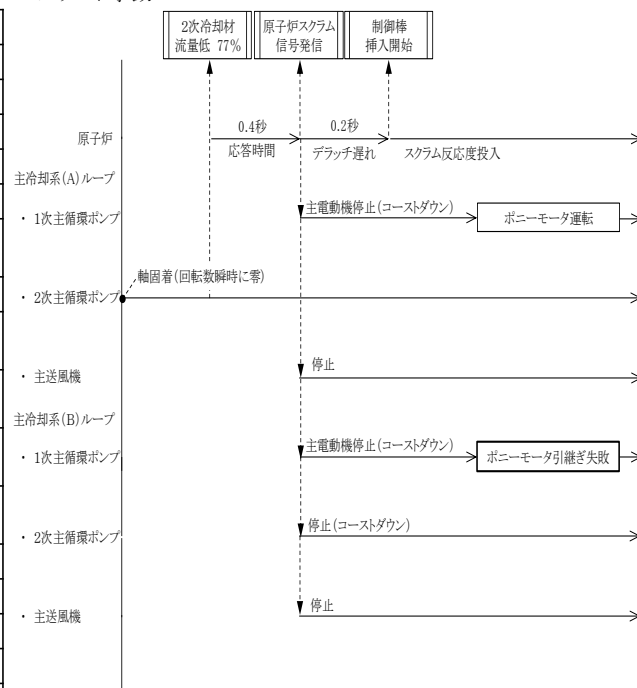 2次冷却材
流量低 77%
原子炉スクラム
信号発信
制御棒
挿入開始
0.4秒
0.2秒
原子炉
応答時間
デラッチ遅れ
スクラム反応度投入
主冷却系(A)ループ
主電動機停止(コーストダウン)
・ 1次主循環ポンプ
ポニーモータ運転
軸固着(回転数瞬時に零)
・ 2次主循環ポンプ
停止
・ 主送風機
主冷却系(B)ループ
主電動機停止(コーストダウン)
・ 1次主循環ポンプ
ポニーモータ引継ぎ失敗
停止(コーストダウン)
・ 2次主循環ポンプ
停止
・ 主送風機